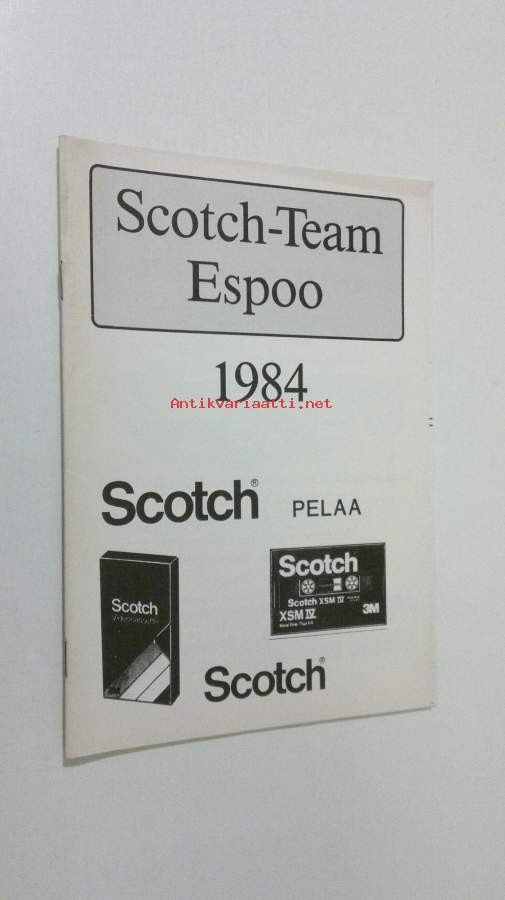 Scotch-Team
Espoo
1984
Antikvariaatti.net
Scotch® PELAA
Scotch
Scotch
Scotch XSM IV
XSM IV
3M
Scotch®